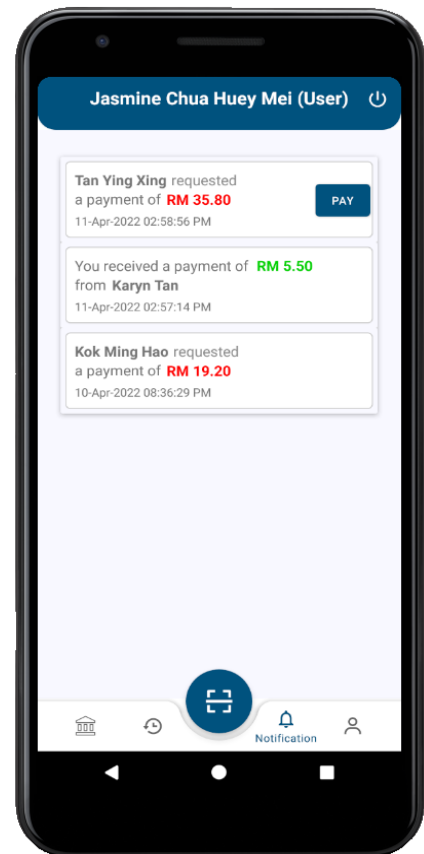 Jasmine Chua Huey Mei (User)
Tan Ying Xing requested
a payment of RM 35.80
PAY
11-Apr-2022 02:58:56 PM
You received a payment of RM 5.50
from Karyn Tan
11-Apr-2022 02:57:14 PM
Kok Ming Hao requested
a payment of RM 19.20
10-Apr-2022 08:36:29 PM
Notification